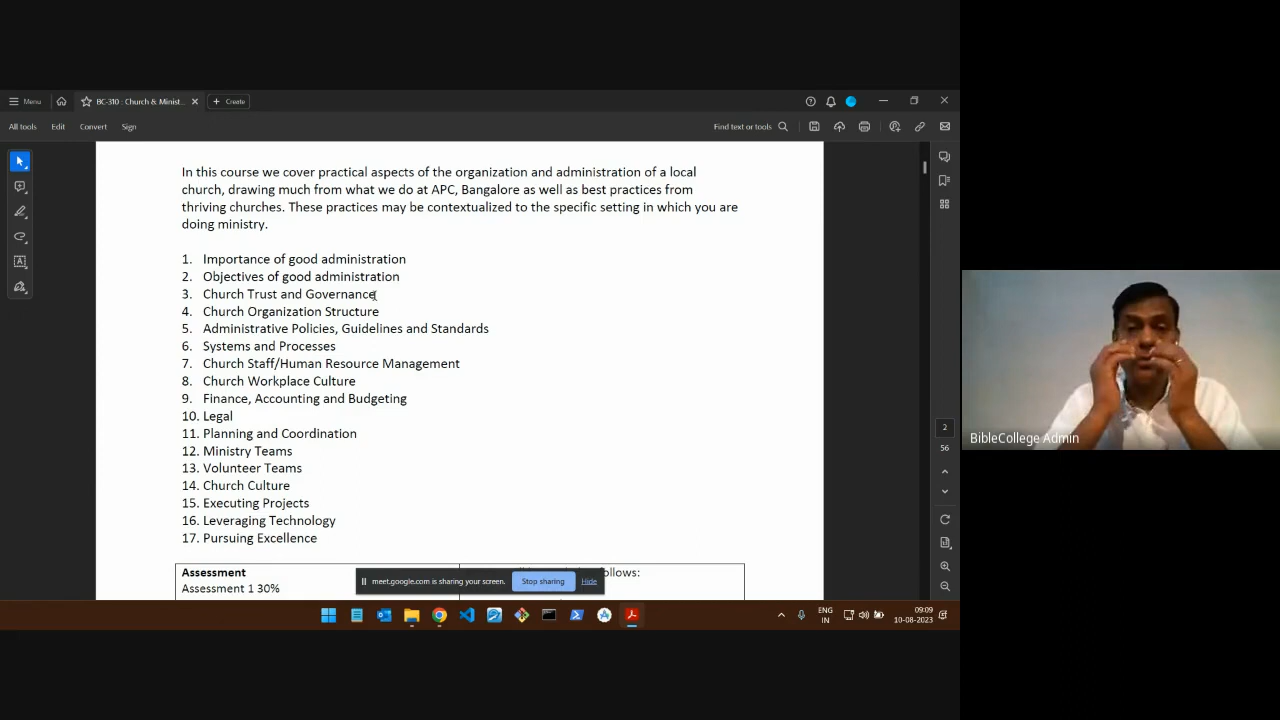 Menu
BC-310 : Church & Minist...
Create
All tools
Edit
Convert
Sign
Find text or tools
In this course we cover practical aspects of the organization and administration of a local
church, drawing much from what we do at APC, Bangalore as well as best practices from
thriving churches. These practices may be contextualized to the specific setting in which you are
doing ministry.
1. Importance of good administration
2. Objectives of good administration
3. Church Trust and Governance
4. Church Organization Structure
5. Administrative Policies, Guidelines and Standards
6. Systems and Processes
7. Church Staff/Human Resource Management
8. Church Workplace Culture
9. Finance, Accounting and Budgeting
10. Legal
11. Planning and Coordination
12. Ministry Teams
13. Volunteer Teams
14. Church Culture
15. Executing Projects
16. Leveraging Technology
17. Pursuing Excellence
Assessment
follows:
Assessment 1 30%
meet.google.com is sharing your screen.
Stop sharing
Hide
2
56
BibleCollege Admin
ENG
IN
09:09
10-08-2023